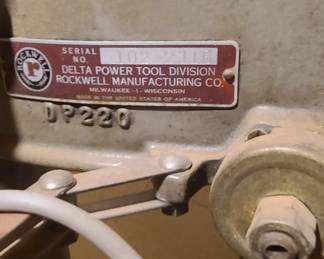 SERIAL
NO.
DELTA POWER TOOL DIVISION
ROCKWELL MANUFACTURING CO.
MILWAUKEE-1-WISCONSIN
MADE IN THE UNITED STATES OF AMERICA
ROCKWELL
R
DP220